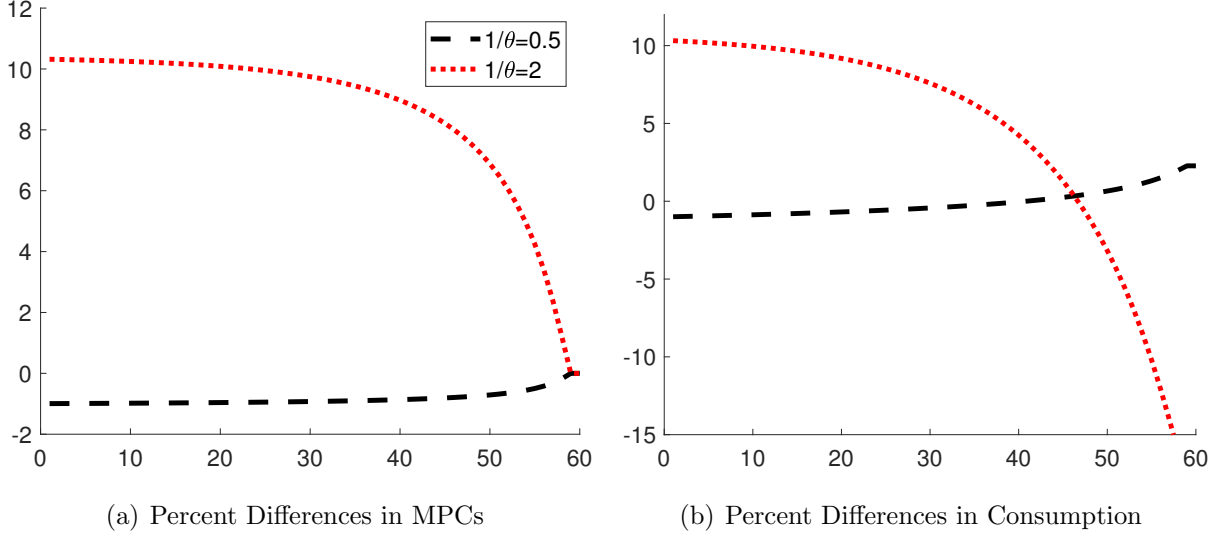 12
10
8
6
4
2
0
-2
0 10 20 30 40 50 60
1/θ=0.5
1/θ=2
(a) Percent Differences in MPCs
10
5
0
-5
-10
-15
0 10 20 30 40 50 60
(b) Percent Differences in Consumption